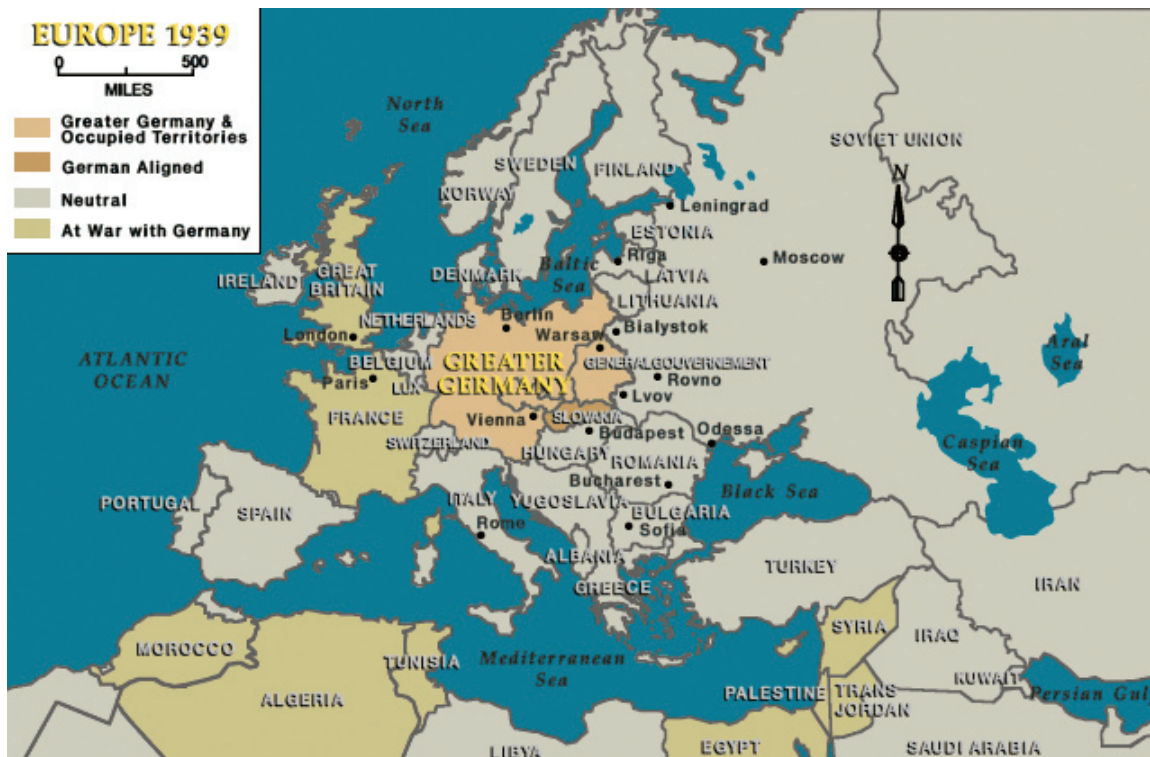 EUROPE 1939
0 500
MILES
Greater Germany &
Occupied Territories
German Aligned
Neutral
At War with Germany
North
Sea
SOVIET UNION
N
SWEDEN
FINLAND
NORWAY
Leningrad
ESTONIA
Riga
Moscow
DENMARK
Baltic
Sea
LATVIA
IRELAND
GREAT
BRITAIN
LITHUANIA
NETHERLANDS
Berlin
Bialystok
London
Warsaw
ATLANTIC
OCEAN
BELGIUM
GREATER
GERMANY
GENERALGOUVERNEMENT
Aral
Sea
Paris
LUX
Rovno
Lvov
FRANCE
Vienna
SLOVAKIA
Budapest
Odessa
SWITZERLAND
HUNGARY
Caspian
Sea
ROMANIA
Bucharest
Black Sea
PORTUGAL
SPAIN
ITALY
YUGOSLAVIA
BULGARIA
Rome
Sofia
ALBANIA
GREECE
TURKEY
IRAN
SYRIA
IRAQ
MOROCCO
TUNISIA
Mediterranean
Sea
KUWAIT
ALGERIA
PALESTINE
TRANS
JORDAN
Persian Gulf
LIBYA
EGYPT
SAUDI ARABIA